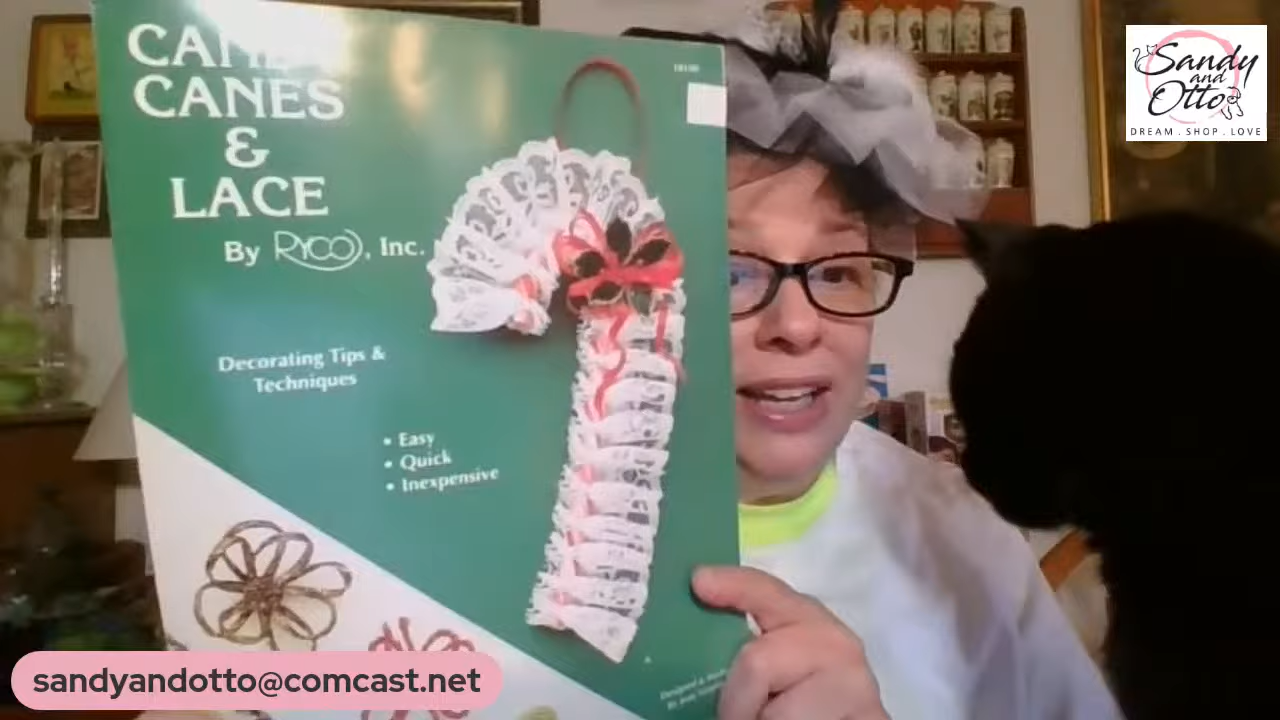 CANES
& 
LACE
By RYCO, Inc.
Decorating Tips &
Techniques
• Easy
• Quick
• Inexpensive
Sandy
and
Otto
DREAM . SHOP . LOVE
sandyandotto@comcast.net